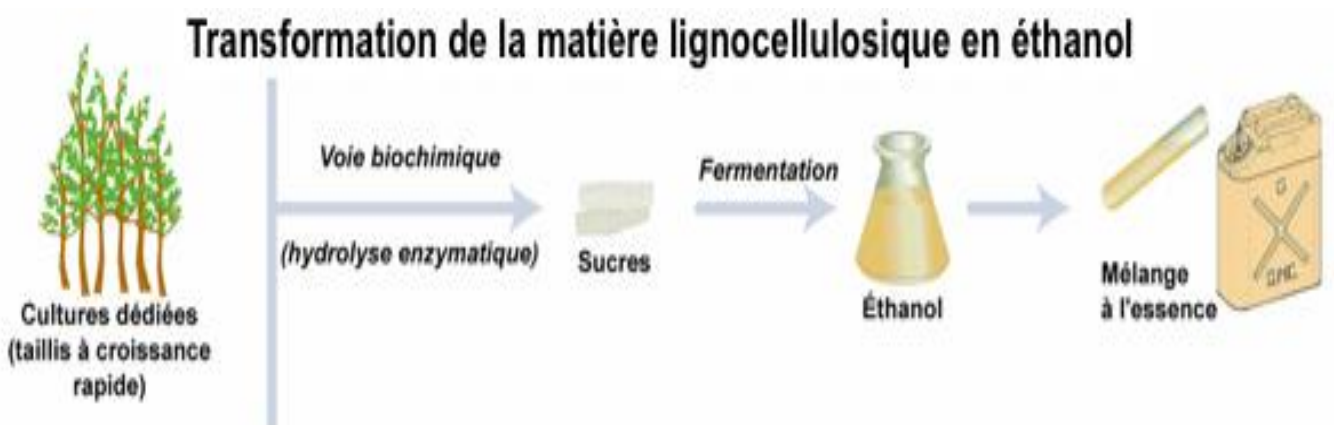 Transformation de la matière lignocellulosique en éthanol
Voie biochimique
(hydrolyse enzymatique)
Sucres
Fermentation
Éthanol
Mélange
à l'essence
G
Cultures dédiées
(taillis à croissance
rapide)